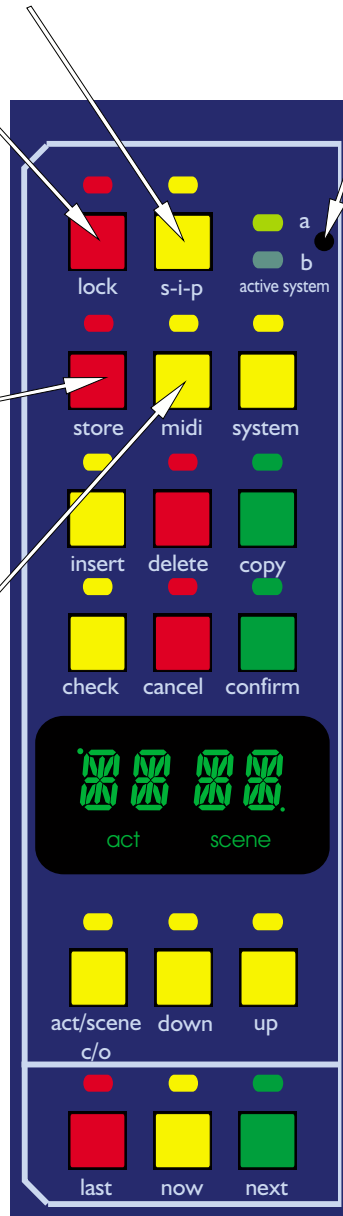 a
b
lock s-i-p active system
store midi system
insert delete copy
check cancel confirm
act scene
act/scene down up
c/o
last now next